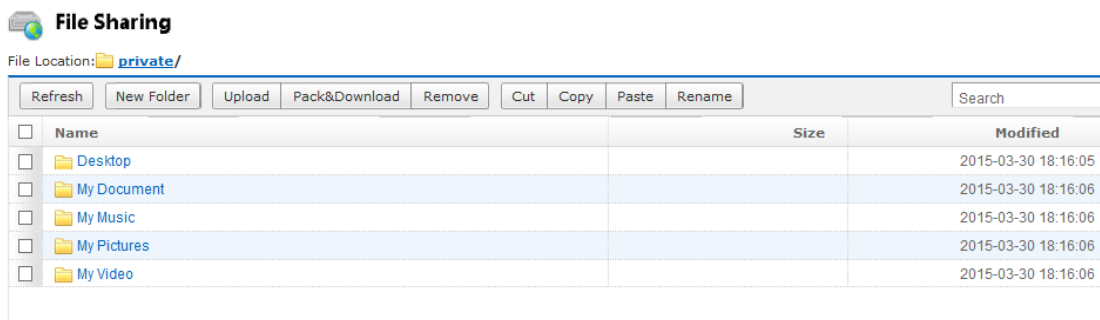 File Sharing
File Location: private/
Refresh New Folder Upload Pack&Download Remove Cut Copy Paste Rename Search
Name Size Modified
Desktop 2015-03-30 18:16:05
My Document 2015-03-30 18:16:06
My Music 2015-03-30 18:16:06
My Pictures 2015-03-30 18:16:06
My Video 2015-03-30 18:16:06